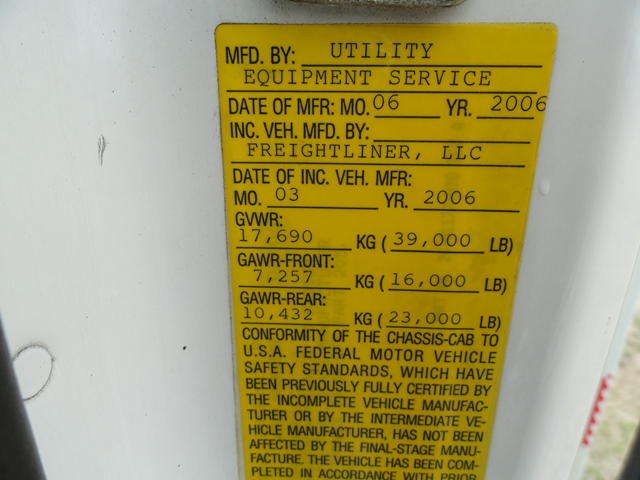 MFD. BY: UTILITY
EQUIPMENT SERVICE
DATE OF MFR: MO. 06 YR. 2006
INC. VEH. MFD. BY:
FREIGHTLINER, LLC
DATE OF INC. VEH. MFR:
MO. 03 YR. 2006
GVWR:
17,690 KG ( 39,000 LB)
GAWR-FRONT:
7,257 KG ( 16,000 LB)
GAWR-REAR:
10,432 KG ( 23,000 LB)
CONFORMITY OF THE CHASSIS-CAB TO
U.S.A. FEDERAL MOTOR VEHICLE
SAFETY STANDARDS, WHICH HAVE
BEEN PREVIOUSLY FULLY CERTIFIED BY
THE INCOMPLETE VEHICLE MANUFAC-
TURER OR BY THE INTERMEDIATE VE-
HICLE MANUFACTURER, HAS NOT BEEN
AFFECTED BY THE FINAL-STAGE MANU-
FACTURE. THE VEHICLE HAS BEEN COM-
PLETED IN ACCORDANCE WITH PRIOR